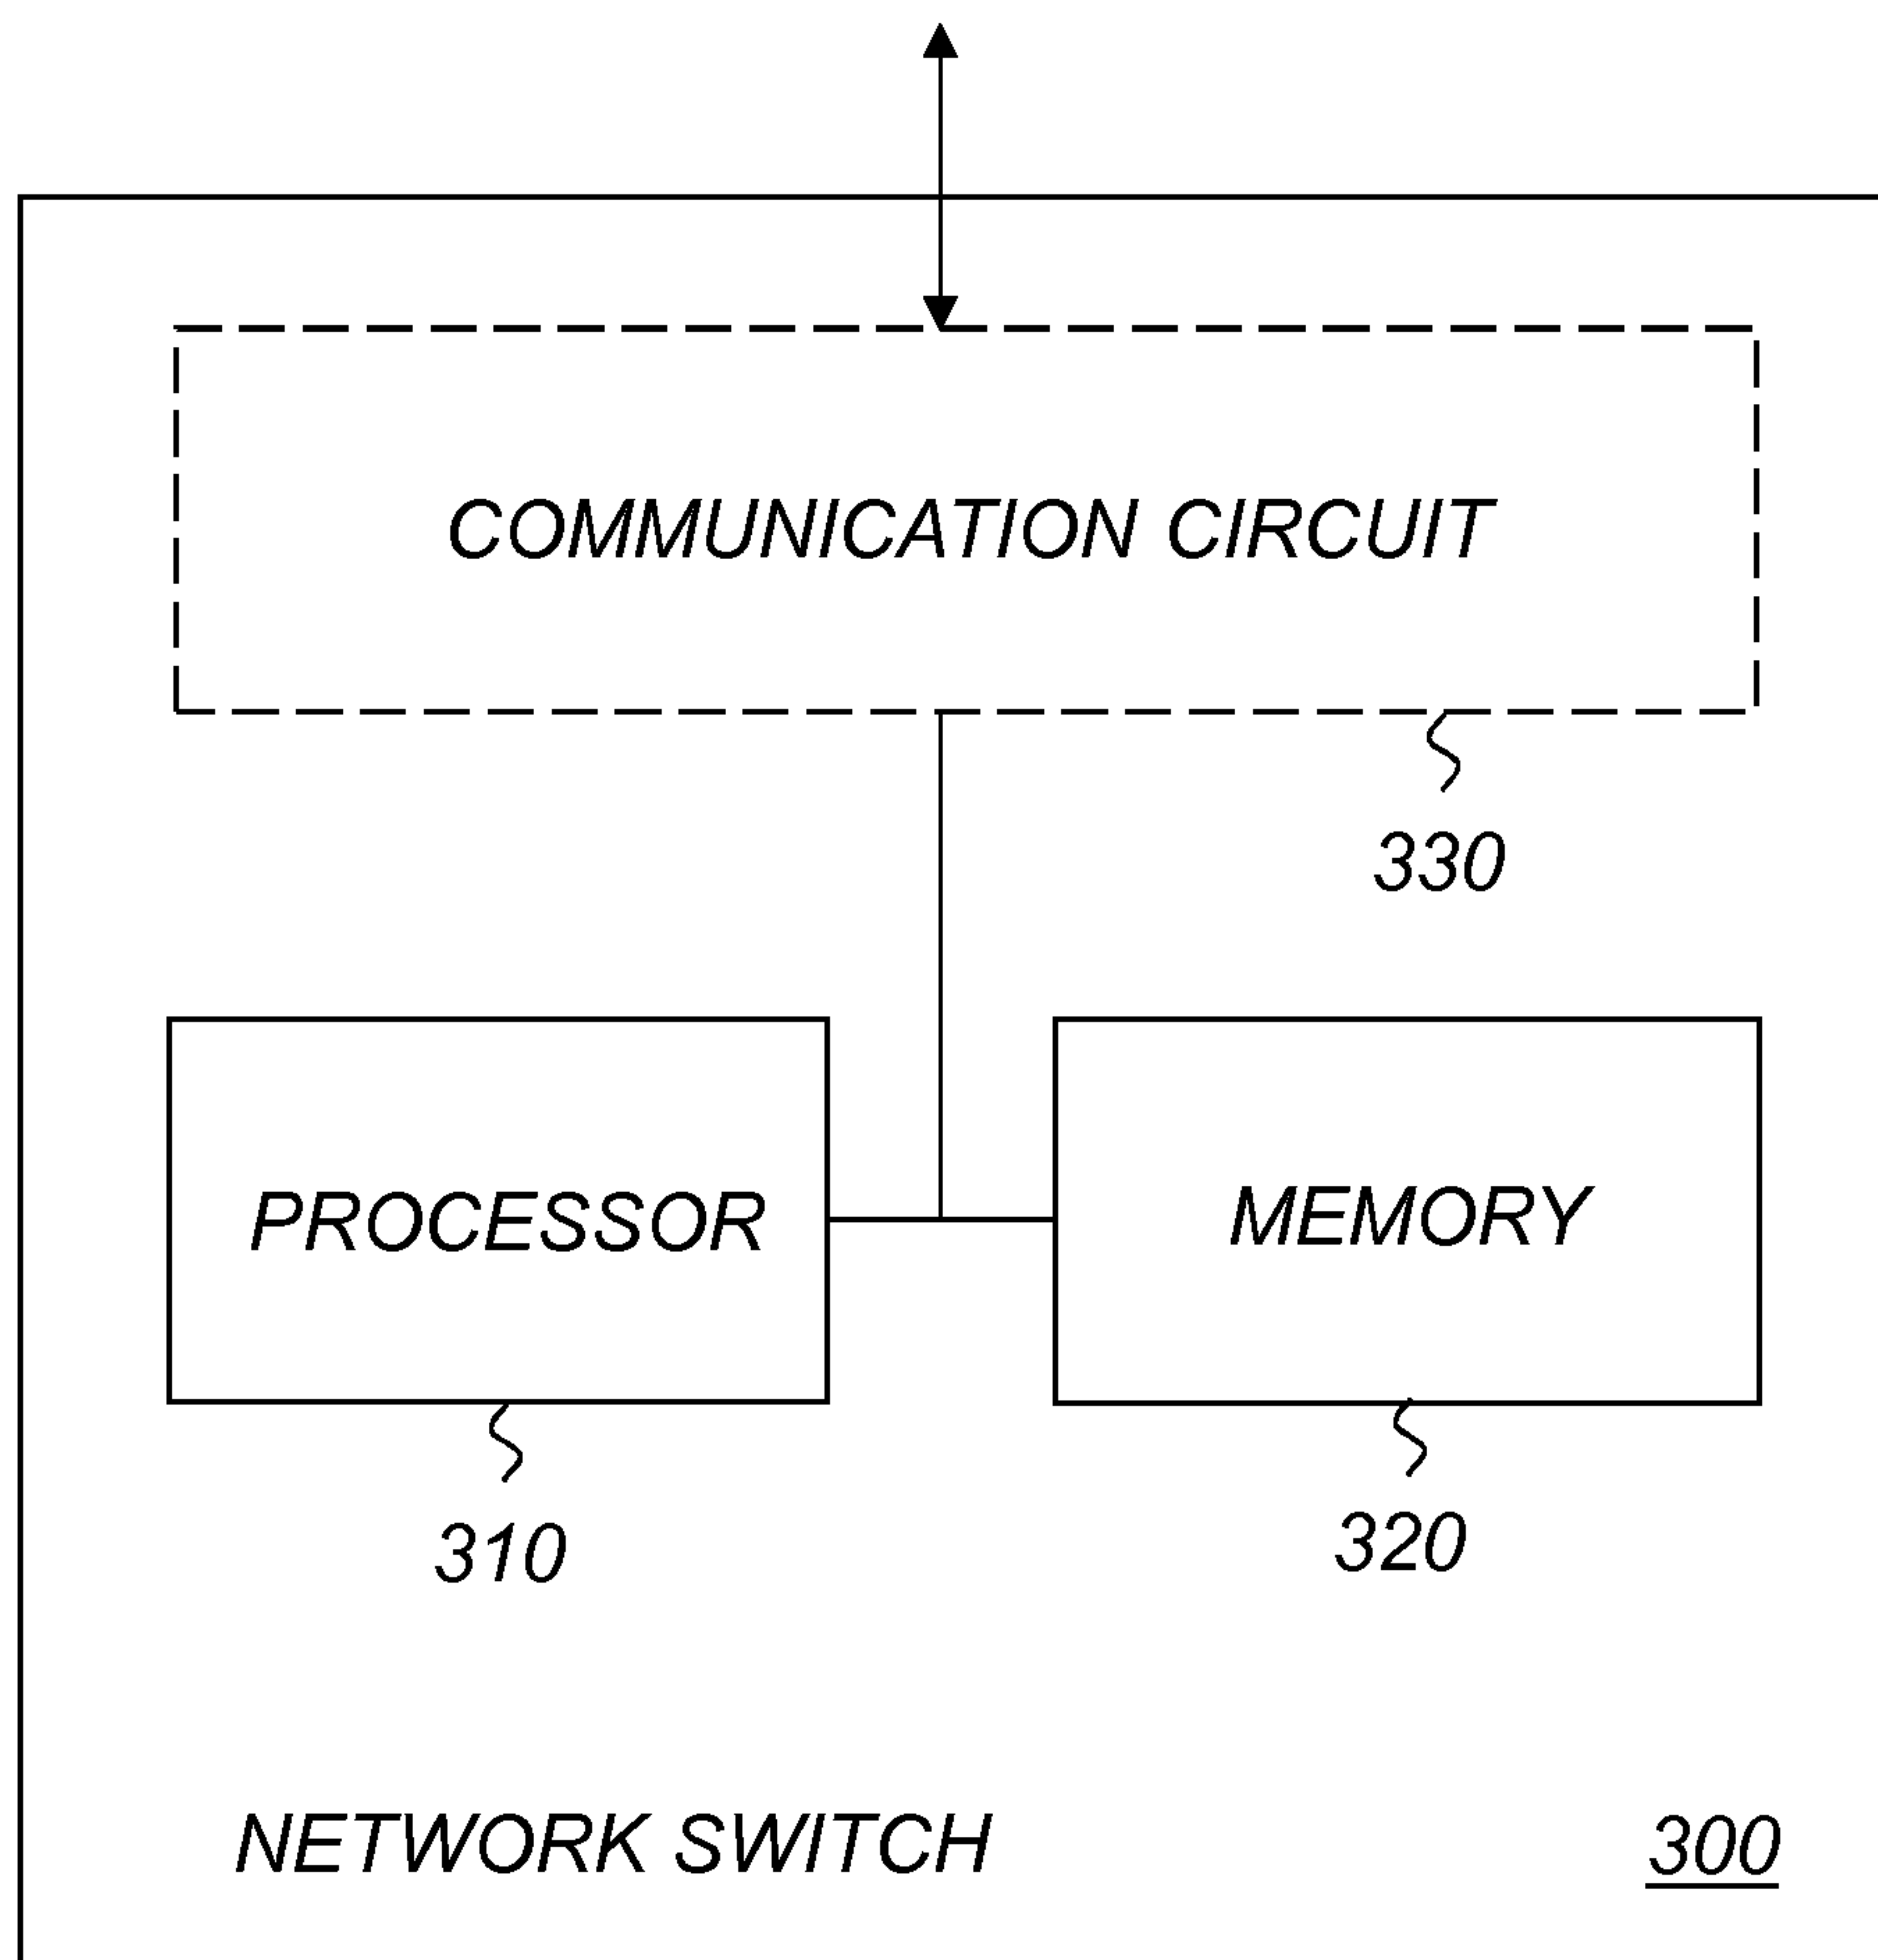 COMMUNICATION CIRCUIT
330
PROCESSOR
MEMORY
310
320
NETWORK SWITCH
300